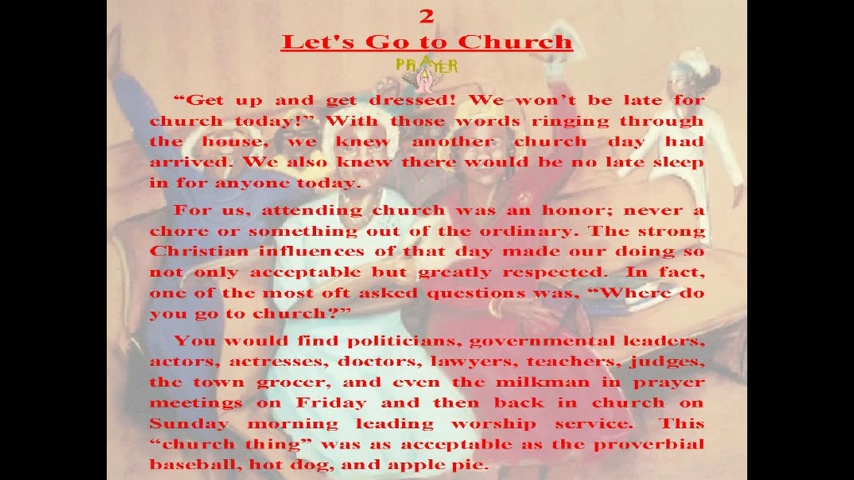 2
Let's Go to Church
PRAYER
“Get up and get dressed! We won’t be late for
church today!” With those words ringing through
the house, we knew another church day had
arrived. We also knew there would be no late sleep
in for anyone today.
For us, attending church was an honor; never a
chore or something out of the ordinary. The strong
Christian influences of that day made our doing so
not only acceptable but greatly respected. In fact,
one of the most oft asked questions was, “Where do
you go to church?”
You would find politicians, governmental leaders,
actors, actresses, doctors, lawyers, teachers, judges,
the town grocer, and even the milkman in prayer
meetings on Friday and then back in church on
Sunday morning leading worship service. This
“church thing” was as acceptable as the proverbial
baseball, hot dog, and apple pie.